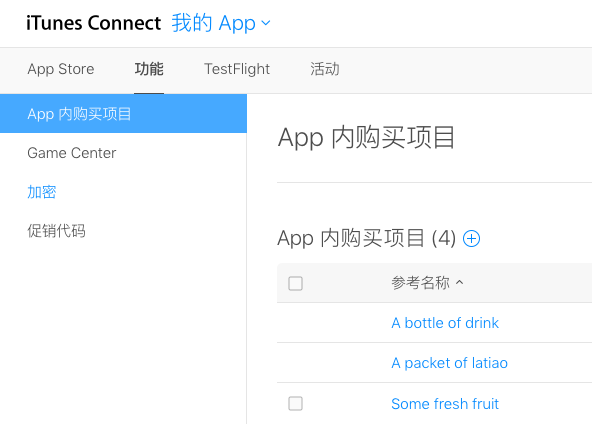 iTunes Connect 我的 App
App Store 功能 TestFlight 活动
App 内购买项目
Game Center
加密
促销代码
App 内购买项目
App 内购买项目 (4)
参考名称
A bottle of drink
A packet of latiao
Some fresh fruit